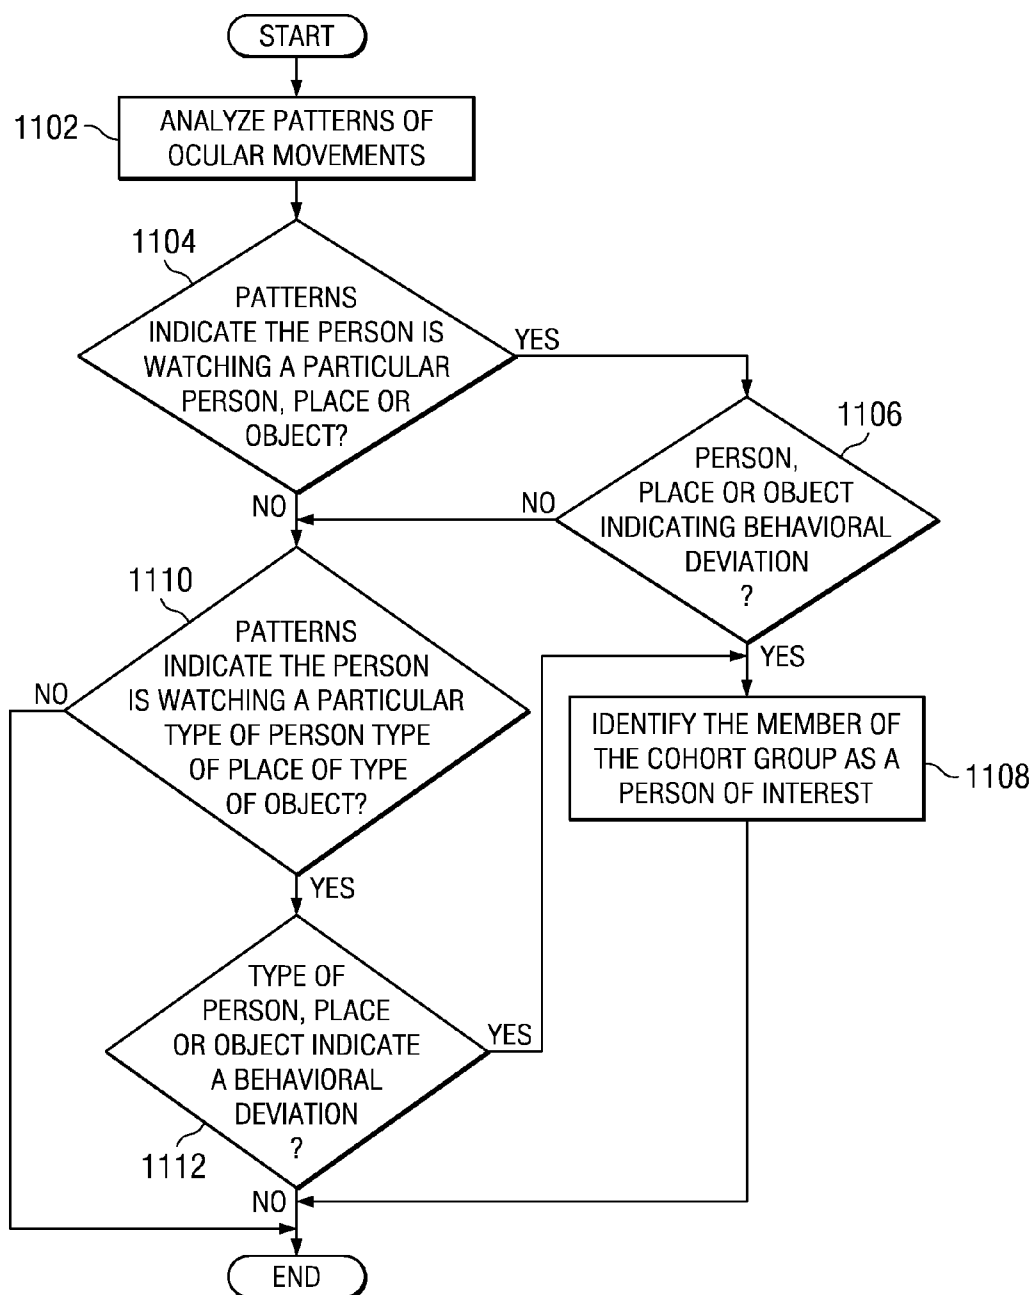 START
1102
ANALYZE PATTERNS OF
OCULAR MOVEMENTS
1104
PATTERNS
INDICATE THE PERSON IS
WATCHING A PARTICULAR
PERSON, PLACE OR
OBJECT?
YES
NO
1106
PERSON,
PLACE OR OBJECT
INDICATING BEHAVIORAL
DEVIATION
?
NO
YES
1108
IDENTIFY THE MEMBER OF
THE COHORT GROUP AS A
PERSON OF INTEREST
1110
PATTERNS
INDICATE THE PERSON
IS WATCHING A PARTICULAR
TYPE OF PERSON TYPE
OF PLACE OF TYPE
OF OBJECT?
NO
YES
TYPE OF
PERSON, PLACE
OR OBJECT INDICATE
A BEHAVIORAL
DEVIATION
?
1112
YES
NO
END